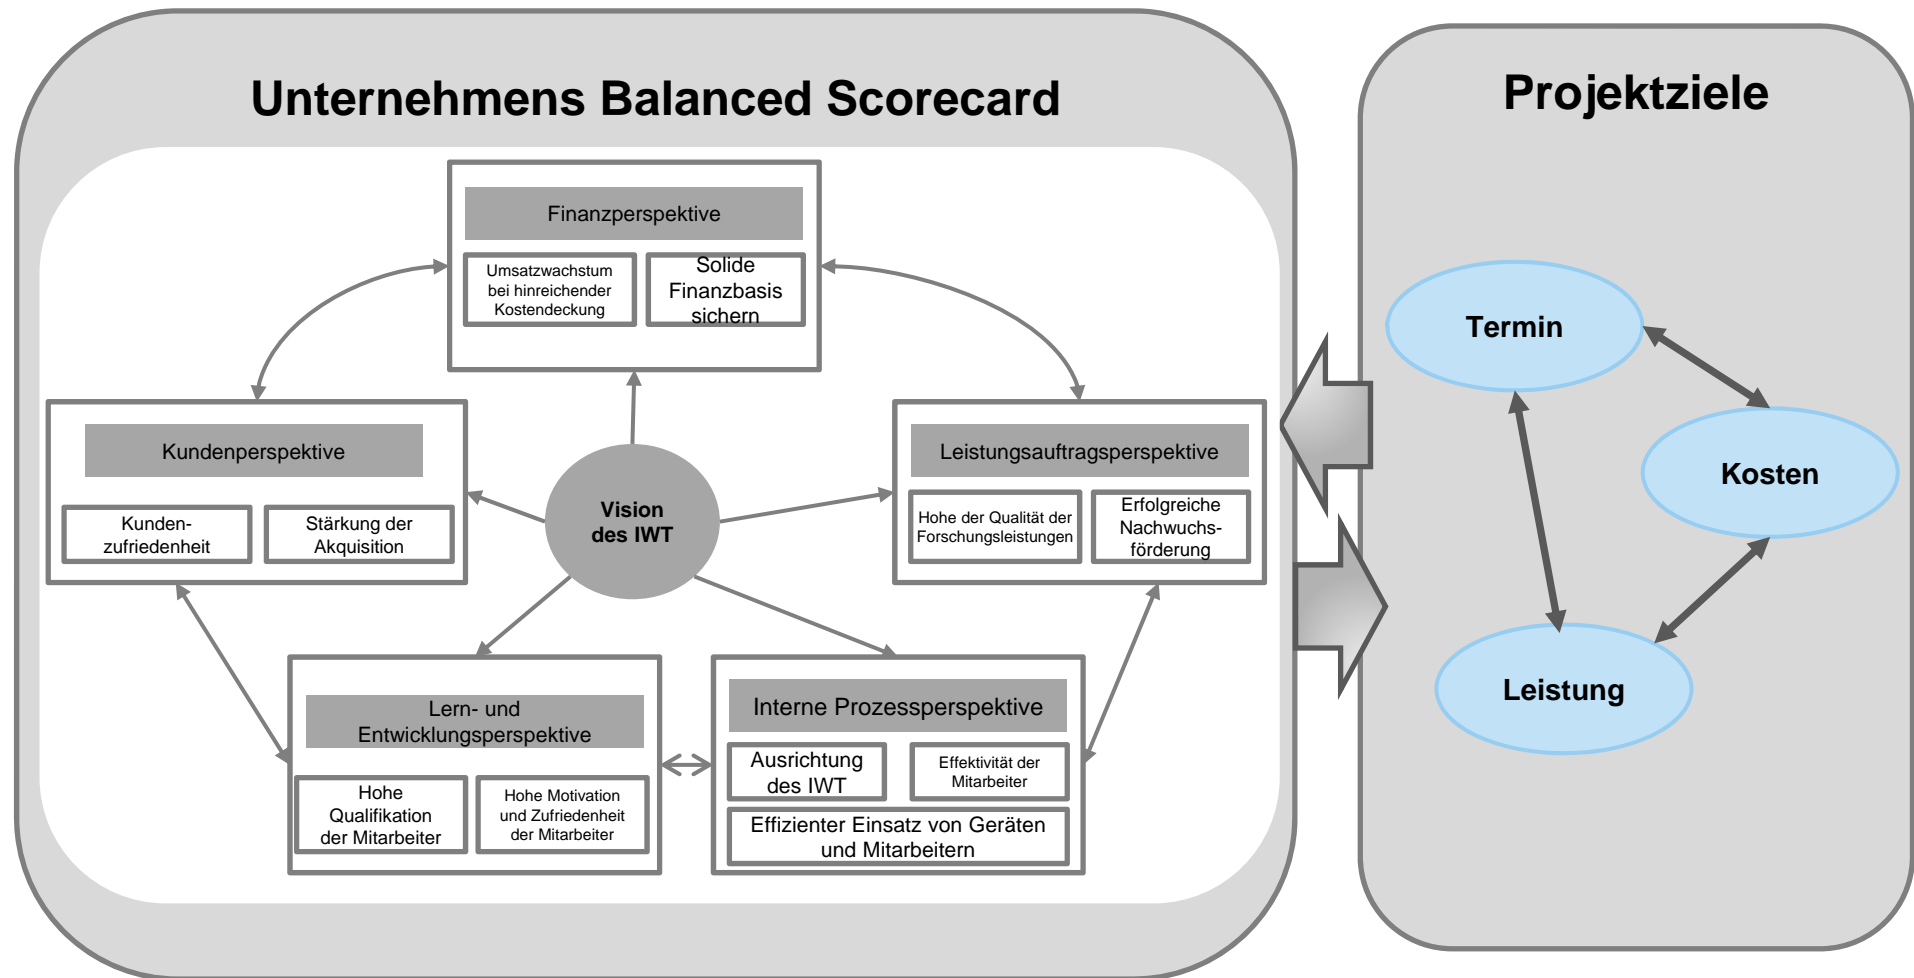 Unternehmens Balanced Scorecard
Finanzperspektive
Umsatzwachstum
bei hinreichender
Kostendeckung
Solide
Finanzbasis
sichern
Kundenperspektive
Kunden-
zufriedenheit
Stärkung der
Akquisition
Vision
des IWT
Leistungsauftragsperspektive
Hohe der Qualität der
Forschungsleistungen
Erfolgreiche
Nachwuchs-
förderung
Lern- und
Entwicklungsperspektive
Hohe
Qualifikation
der Mitarbeiter
Hohe Motivation
und Zufriedenheit
der Mitarbeiter
Interne Prozessperspektive
Ausrichtung
des IWT
Effektivität der
Mitarbeiter
Effizienter Einsatz von Geräten
und Mitarbeitern
Projektziele
Termin
Kosten
Leistung